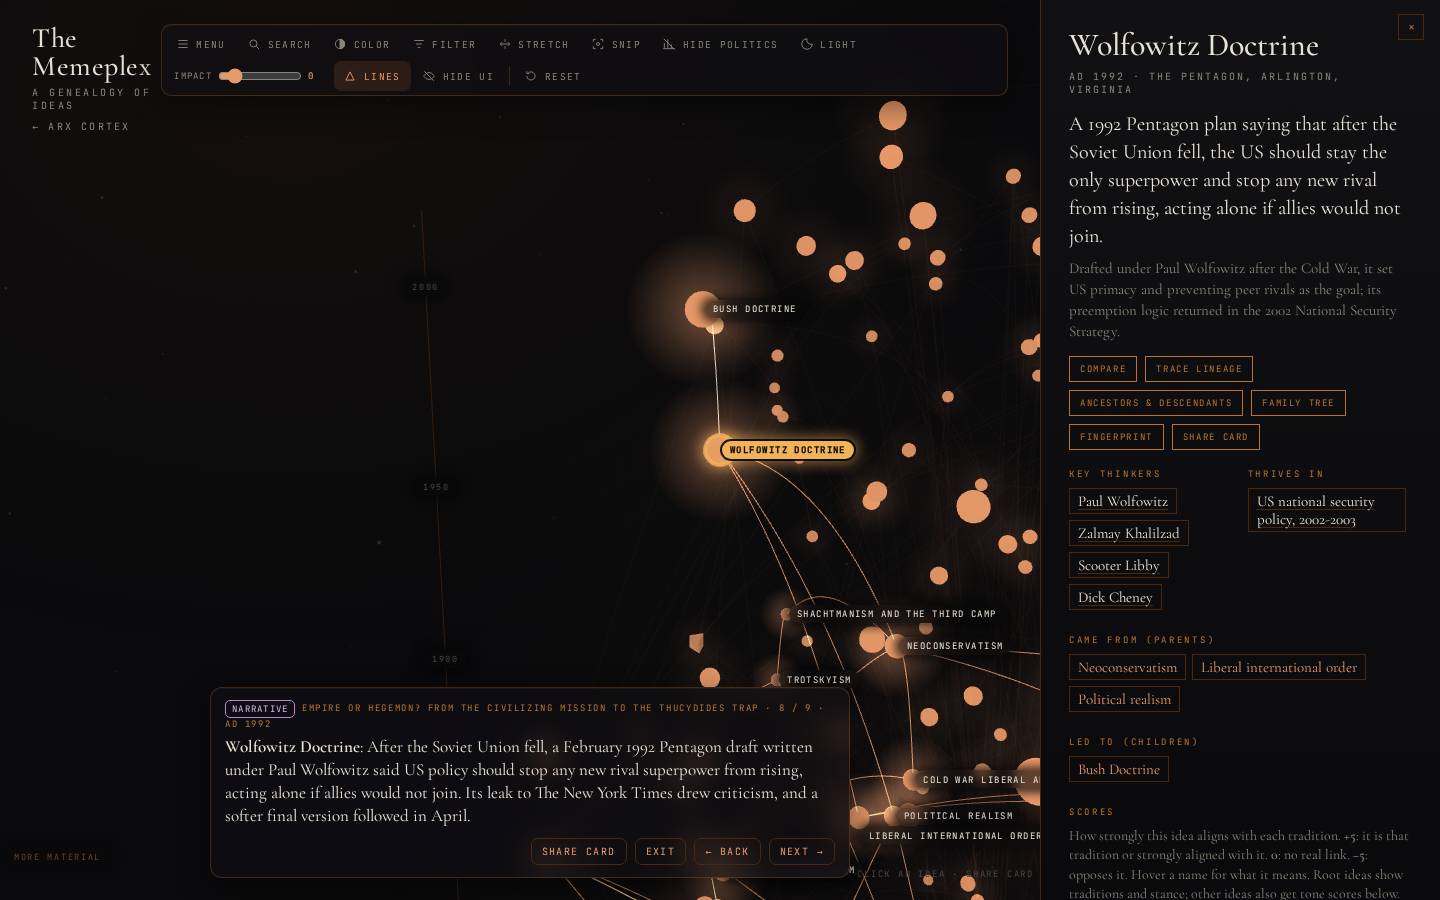 The
Memeplex
A GENEALOGY OF
IDEAS
← ARX CORTEX
MENU SEARCH COLOR FILTER STRETCH SNIP HIDE POLITICS LIGHT
IMPACT 0 LINES HIDE UI RESET
2000
1950
1900
BUSH DOCTRINE
WOLFOWITZ DOCTRINE
SHACHTMANISM AND THE THIRD CAMP
NEOCONSERVATISM
TROTSKYISM
COLD WAR LIBERAL A
POLITICAL REALISM
LIBERAL INTERNATIONAL ORDER
CLICK AN IDEA · SHARE CARD
MORE MATERIAL
NARRATIVE EMPIRE OR HEGEMON? FROM THE CIVILIZING MISSION TO THE THUCYDIDES TRAP · 8 / 9 ·
AD 1992
Wolfowitz Doctrine: After the Soviet Union fell, a February 1992 Pentagon draft written
under Paul Wolfowitz said US policy should stop any new rival superpower from rising,
acting alone if allies would not join. Its leak to The New York Times drew criticism, and a
softer final version followed in April.
SHARE CARD EXIT ← BACK NEXT →
×
Wolfowitz Doctrine
AD 1992 · THE PENTAGON, ARLINGTON,
VIRGINIA
A 1992 Pentagon plan saying that after the
Soviet Union fell, the US should stay the
only superpower and stop any new rival
from rising, acting alone if allies would not
join.
Drafted under Paul Wolfowitz after the Cold War, it set
US primacy and preventing peer rivals as the goal; its
preemption logic returned in the 2002 National Security
Strategy.
COMPARE TRACE LINEAGE
ANCESTORS & DESCENDANTS FAMILY TREE
FINGERPRINT SHARE CARD
KEY THINKERS
Paul Wolfowitz
Zalmay Khalilzad
Scooter Libby
Dick Cheney
THRIVES IN
US national security
policy, 2002-2003
CAME FROM (PARENTS)
Neoconservatism Liberal international order
Political realism
LED TO (CHILDREN)
Bush Doctrine
SCORES
How strongly this idea aligns with each tradition. +5: it is that
tradition or strongly aligned with it. 0: no real link. −5:
opposes it. Hover a name for what it means. Root ideas show
traditions and stance; other ideas also get tone scores below.